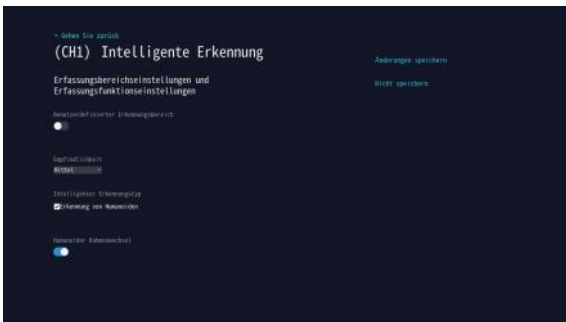 < Gehen Sie zurück
(CH1) Intelligente Erkennung
Änderungen speichern
Erfassungsbereichseinstellungen und
Erfassungsfunktionseinstellungen
Nicht speichern
Benutzerdefinierter Erkennungsbereich
Empfindlichkeit
Mittel
Intelligenter Erkennungstyp
Erkennung von Humanoiden
Humanoider Rahmenwechsel